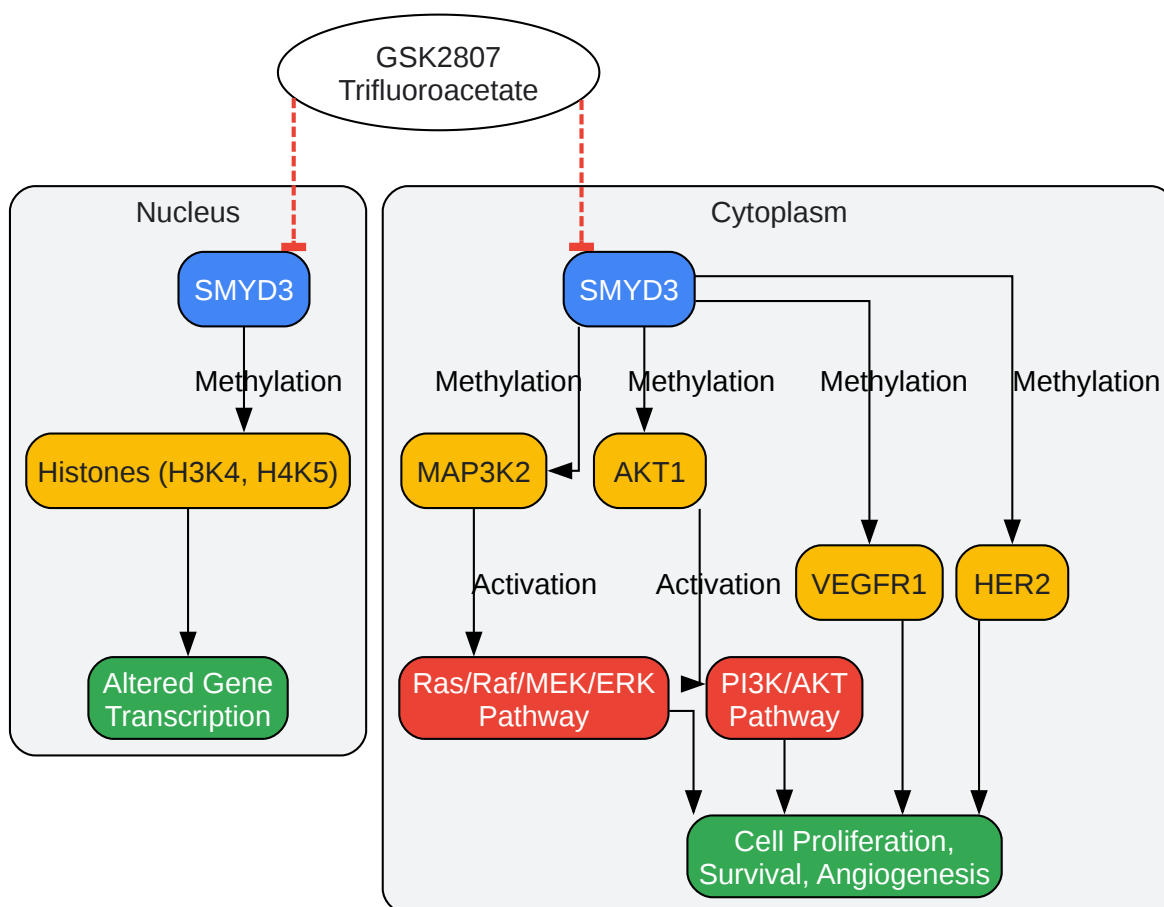 GSK2807
Trifluoroacetate
Nucleus
Cytoplasm
SMYD3
SMYD3
Methylation
Methylation
Methylation
Methylation
Methylation
Histones (H3K4, H4K5)
MAP3K2
AKT1
Activation
Activation
VEGFR1
HER2
Altered Gene
Transcription
Ras/Raf/MEK/ERK
Pathway
PI3K/AKT
Pathway
Cell Proliferation,
Survival, Angiogenesis